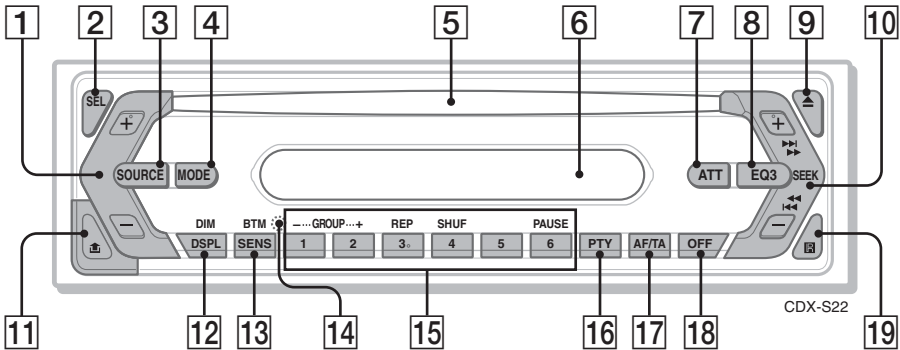 1 2 3 4 5 6 7 8 9 10
SEL
+ +
SOURCE MODE ATT EQ3 SEEK
– –
DIM BTM –···GROUP···+ REP SHUF PAUSE
DSPL SENS 1 2 3 4 5 6 PTY AF/TA OFF
CDX-S22
11 12 13 14 15 16 17 18 19